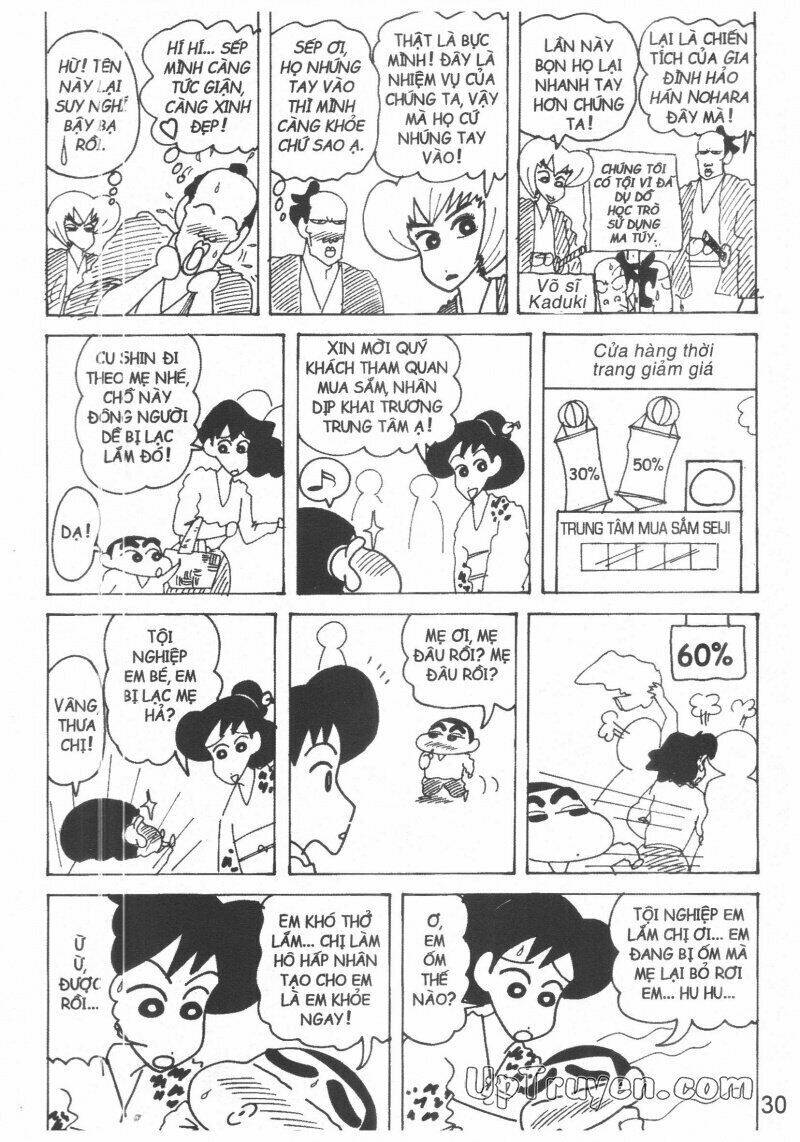 LẠI LÀ CHIẾN
TÍCH CỦA GIA
ĐÌNH HẢO
HÁN NOHARA
ĐÂY MÀ!
LẦN NÀY
BỌN HỌ LẠI
NHANH TAY
HƠN CHÚNG
TA!
CHÚNG TÔI
CÓ TỘI VÌ ĐÃ
DỤ DỖ
HỌC TRÒ
SỬ DỤNG
MA TÚY.
Võ sĩ
Kaduki
THẬT LÀ BỰC
MÌNH! ĐÂY LÀ
NHIỆM VỤ CỦA
CHÚNG TA, VẬY
MÀ HỌ CỨ
NHÚNG TAY
VÀO!
SẾP ƠI,
HỌ NHÚNG
TAY VÀO
THÌ MÌNH
CÀNG KHỎE
CHỨ SAO Ạ.
HÍ HÍ... SẾP
MÌNH CÀNG
TỨC GIẬN,
CÀNG XINH
ĐẸP!
HỪ! TÊN
NÀY LẠI
SUY NGHĨ
BẬY BẠ
RỒI.
Cửa hàng thời
trang giảm giá
30%
50%
TRUNG TÂM MUA SẮM SEIJI
XIN MỜI QUÝ
KHÁCH THAM QUAN
MUA SẮM, NHÂN
DỊP KHAI TRƯƠNG
TRUNG TÂM Ạ!
CU SHIN ĐI
THEO MẸ NHÉ,
CHỖ NÀY
ĐÔNG NGƯỜI
DỄ BỊ LẠC
LẮM ĐÓ!
DẠ!
60%
MẸ ƠI, MẸ
ĐÂU RỒI? MẸ
ĐÂU RỒI?
TỘI
NGHIỆP
EM BÉ, EM
BỊ LẠC MẸ
HẢ?
VÂNG,
THƯA
CHỊ!
TỘI NGHIỆP EM
LẮM CHỊ ƠI... EM
ĐANG BỊ ỐM MÀ
MẸ LẠI BỎ RƠI
EM... HU HU...
Ơ,
EM
ỐM
THẾ
NÀO?
EM KHÓ THỞ
LẮM... CHỊ LÀM
HÔ HẤP NHÂN
TẠO CHO EM
LÀ EM KHỎE
NGAY!
Ừ
Ừ,
ĐƯỢC
RỒI...
UpTruyen.com
30